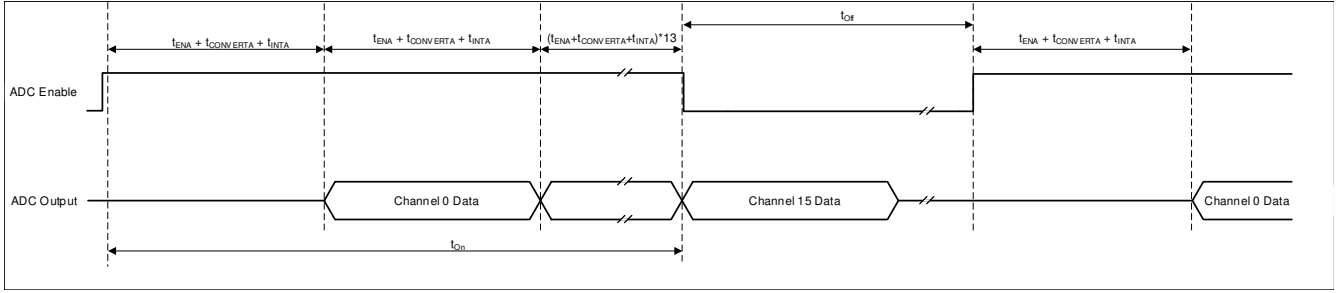 tOff
tENA + tCONVERTA + tINTA
tENA + tCONVERTA + tINTA
(tENA+tCONVERTA+tINTA)*13
tENA + tCONVERTA + tINTA
ADC Enable
ADC Output
Channel 0 Data
Channel 15 Data
Channel 0 Data
tOn